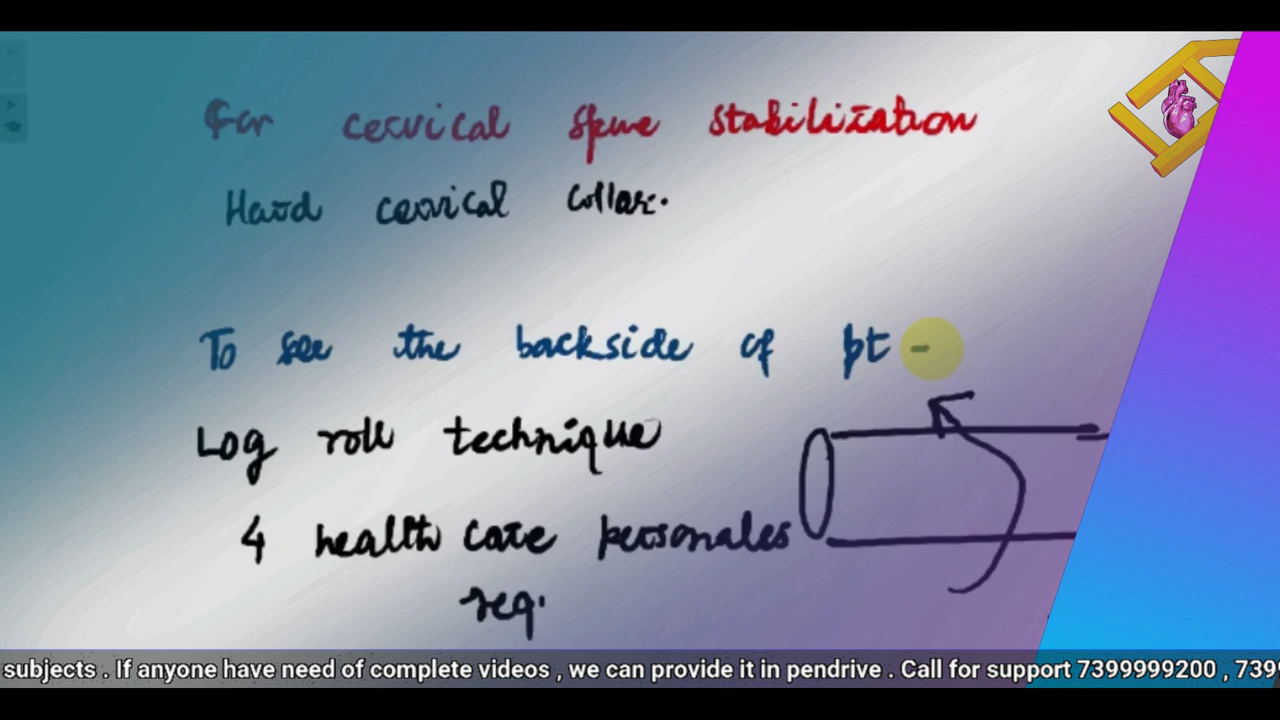 For cervical spine stabilization
Hard cervical collar.
To see the backside of pt -
Log roll technique
4 health care personales
req.
subjects . If anyone have need of complete videos , we can provide it in pendrive . Call for support 7399999200 , 739